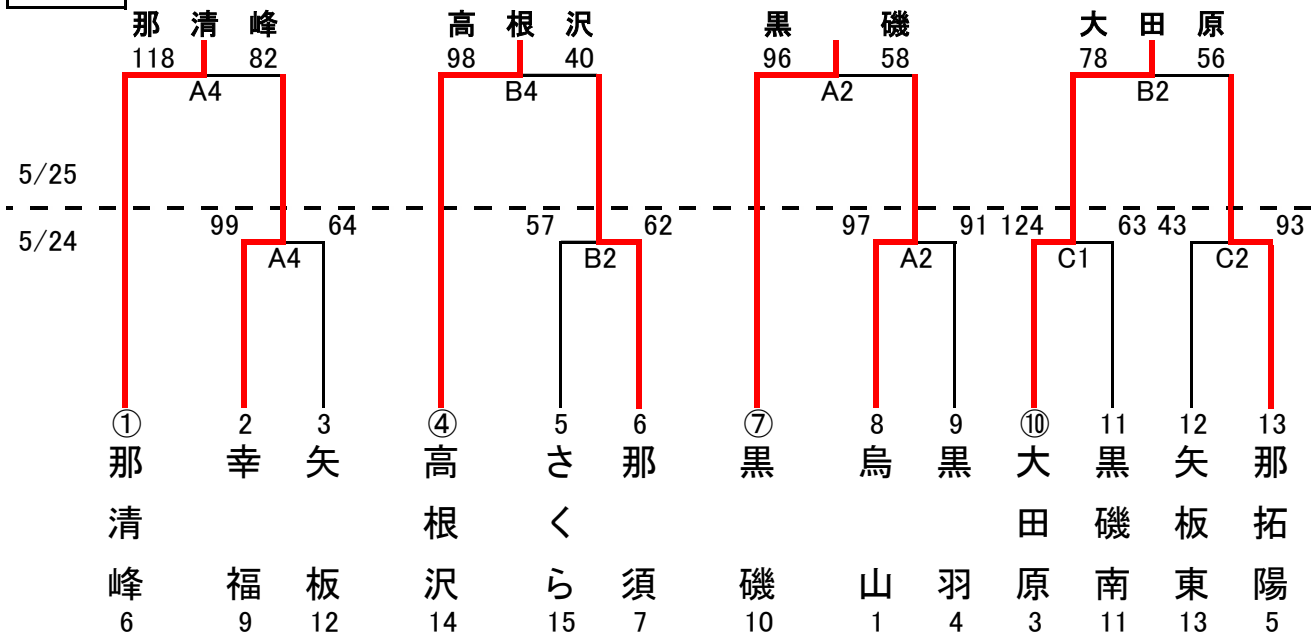 那清峰 高根沢 黒磯 大田原
118 82 98 40 96 58 78 56
A4 B4 A2 B2
5/25
5/24
99 64 57 62 97 91 124 63 43 93
A4 B2 A2 C1 C2
① 2 3 ④ 5 6 ⑦ 8 9 ⑩ 11 12 13
那清峰 幸福 矢板 高根沢 さくら 那須 黒磯 烏山 黒羽 大田原 黒磯南 矢板東 那拓陽
6 9 12 14 15 7 10 1 4 3 11 13 5